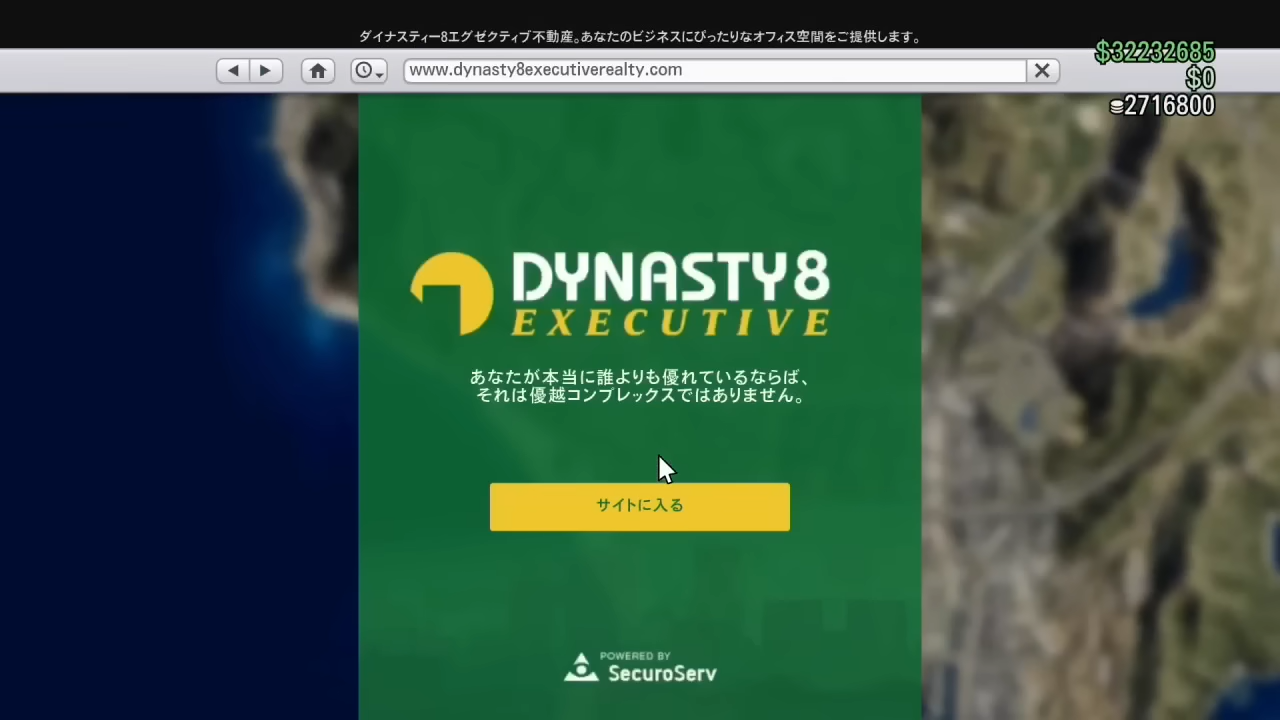 ダイナスティー8エグゼクティブ不動産。あなたのビジネスにぴったりなオフィス空間をご提供します。
www.dynasty8executiverealty.com
$32232685
$0
2716800
DYNASTY 8
EXECUTIVE
あなたが本当に誰よりも優れているならば、
それは優越コンプレックスではありません。
サイトに入る
POWERED BY
SecuroServ